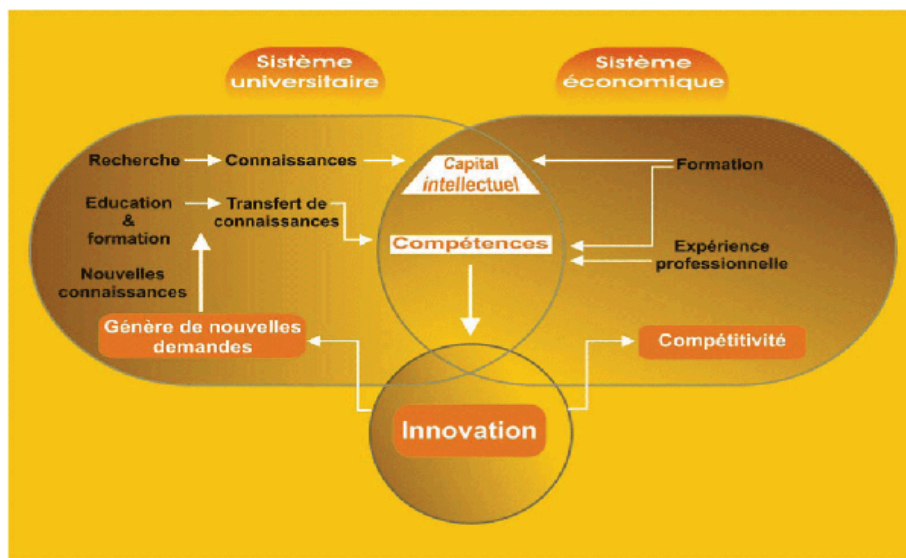 Sistème
universitaire
Sistème
économique
Recherche
Connaissances
Capital
intellectuel
Formation
Education
&
formation
Transfert de
connaissances
Compétences
Expérience
professionnelle
Nouvelles
connaissances
Génère de nouvelles
demandes
Compétitivité
Innovation